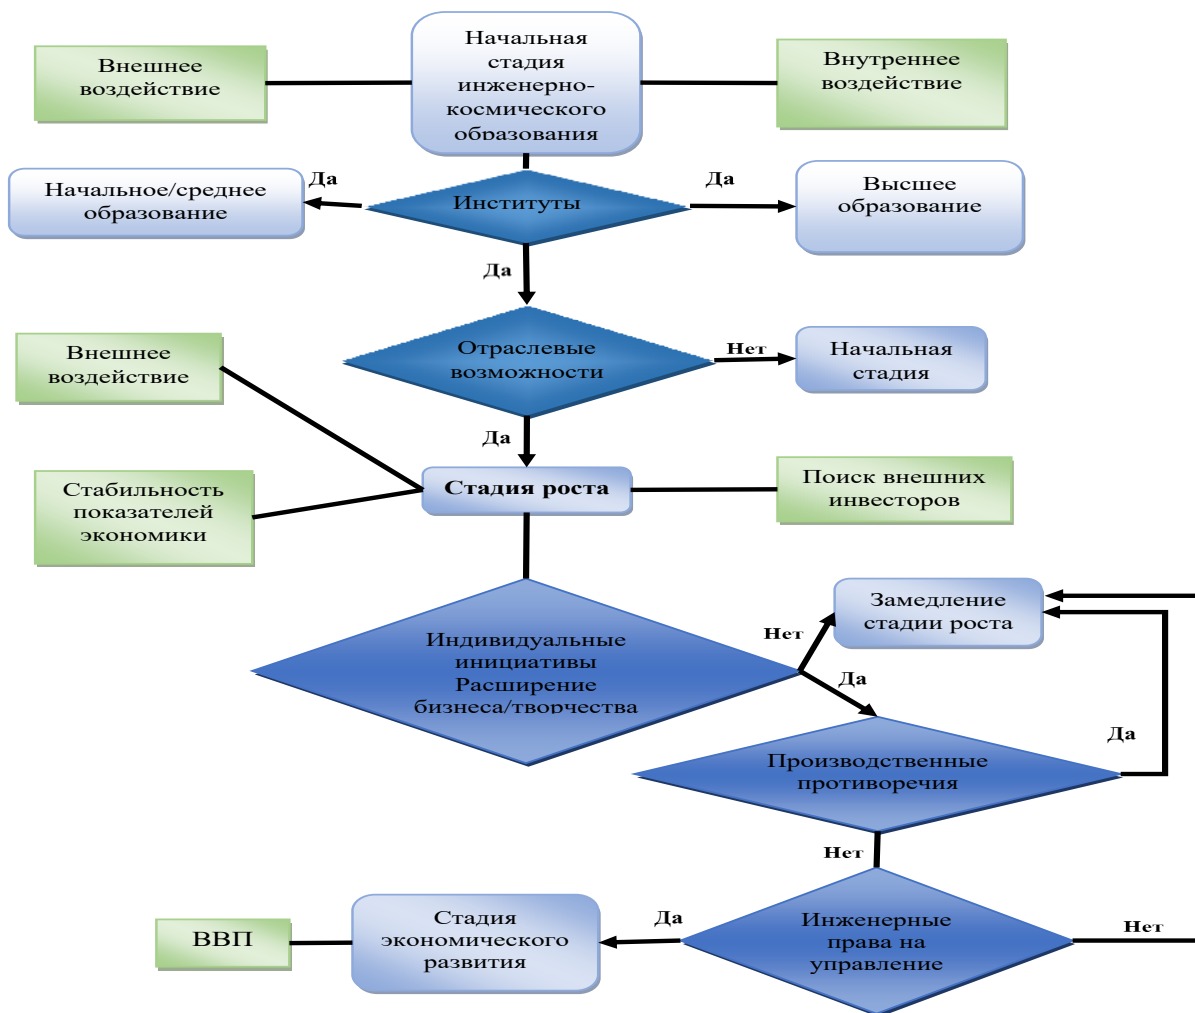 Внешнее
воздействие
Начальная
стадия
инженерно-
космического
образования
Внутреннее
воздействие
Начальное/среднее
образование
Да
Институты
Да
Высшее
образование
Да
Внешнее
воздействие
Отраслевые
возможности
Нет
Начальная
стадия
Да
Стабильность
показателей
экономики
Стадия роста
Поиск внешних
инвесторов
Индивидуальные
инициативы
Расширение
бизнеса/творчества
Нет
Замедление
стадии роста
Да
Производственные
противоречия
Да
Нет
ВВП
Стадия
экономического
развития
Да
Инженерные
права на
управление
Нет